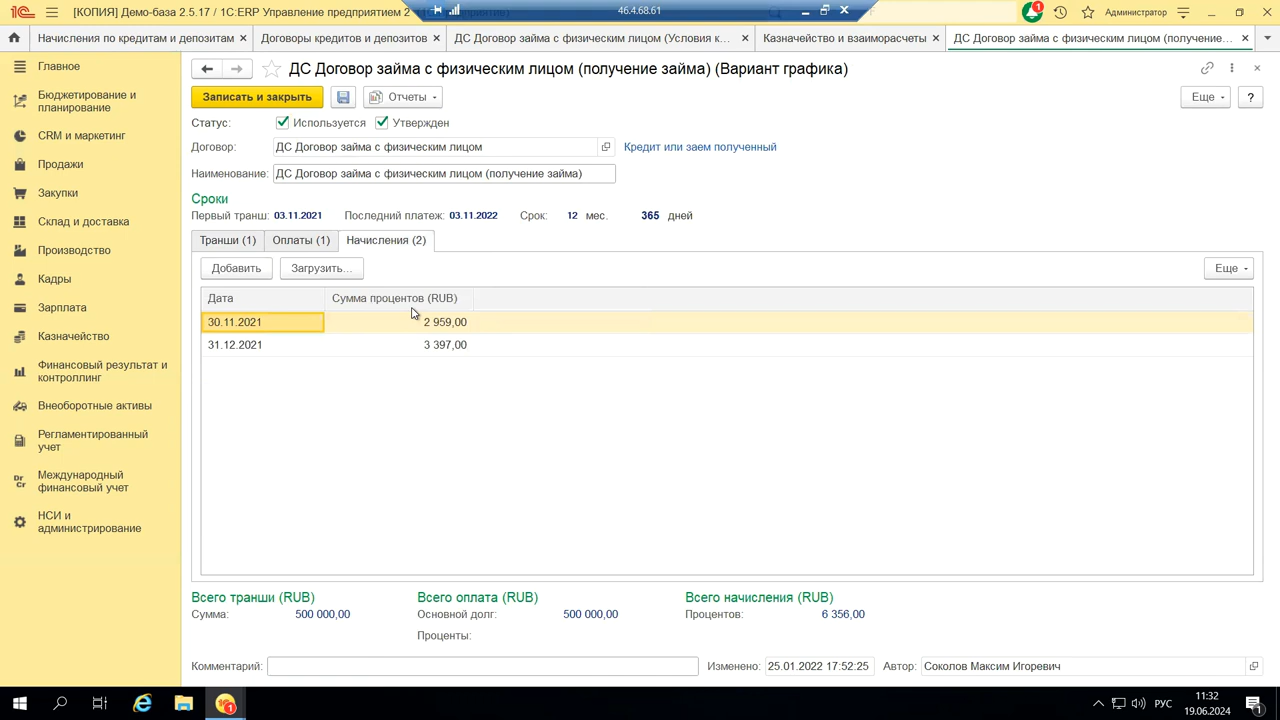 [КОПИЯ] Демо-база 2.5.17 / 1С:ERP Управление предприятием 2
46.4.68.61
Администратор
Начисления по кредитам и депозитам
Договоры кредитов и депозитов
ДС Договор займа с физическим лицом (Условия к...
Казначейство и взаиморасчеты
ДС Договор займа с физическим лицом (получение...
Главное
Бюджетирование и
планирование
CRM и маркетинг
Продажи
Закупки
Склад и доставка
Производство
Кадры
Зарплата
Казначейство
Финансовый результат и
контроллинг
Внеоборотные активы
Регламентированный
учет
Международный
финансовый учет
НСИ и
администрирование
ДС Договор займа с физическим лицом (получение займа) (Вариант графика)
Записать и закрыть
Отчеты
Еще
?
Статус:
Используется
Утвержден
Договор:
ДС Договор займа с физическим лицом
Кредит или заем полученный
Наименование:
ДС Договор займа с физическим лицом (получение займа)
Сроки
Первый транш: 03.11.2021 Последний платеж: 03.11.2022 Срок: 12 мес. 365 дней
Транши (1)
Оплаты (1)
Начисления (2)
Добавить
Загрузить...
Еще
Дата Сумма процентов (RUB)
30.11.2021 2 959,00
31.12.2021 3 397,00
Всего транши (RUB) Всего оплата (RUB) Всего начисления (RUB)
Сумма: 500 000,00 Основной долг: 500 000,00 Процентов: 6 356,00
Проценты:
Комментарий:
Изменено: 25.01.2022 17:52:25 Автор: Соколов Максим Игоревич
РУС
11:32
19.06.2024